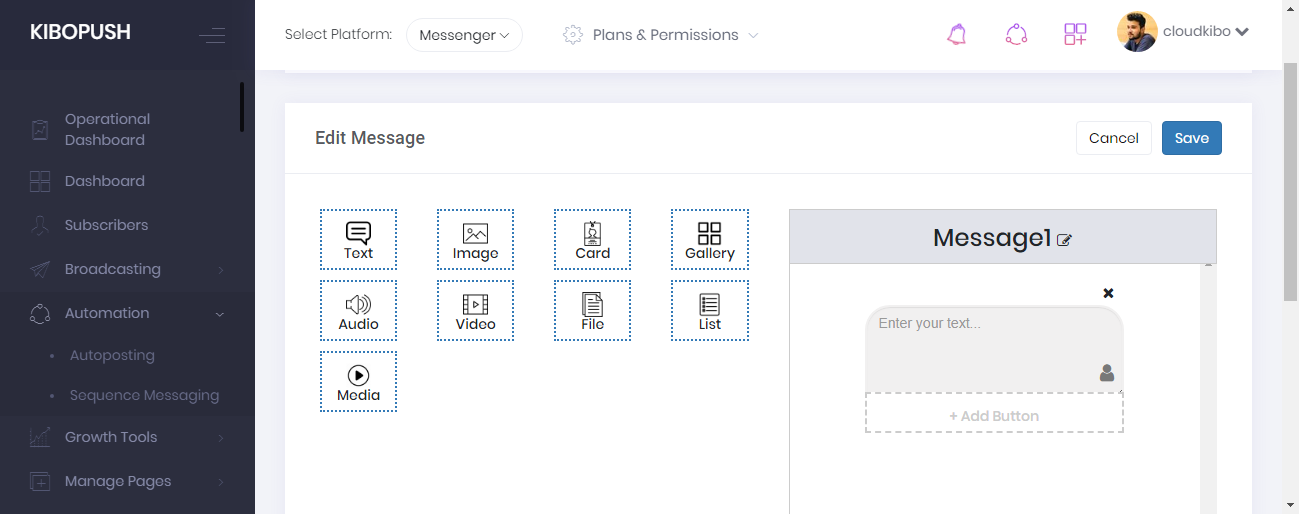 KIBOPUSH
Select Platform:
Messenger
Plans & Permissions
cloudkibo
Operational
Dashboard
Dashboard
Subscribers
Broadcasting
Automation
Autoposting
Sequence Messaging
Growth Tools
Manage Pages
Edit Message
Cancel
Save
Text
Image
Card
Gallery
Audio
Video
File
List
Media
Message1
Enter your text...
+ Add Button